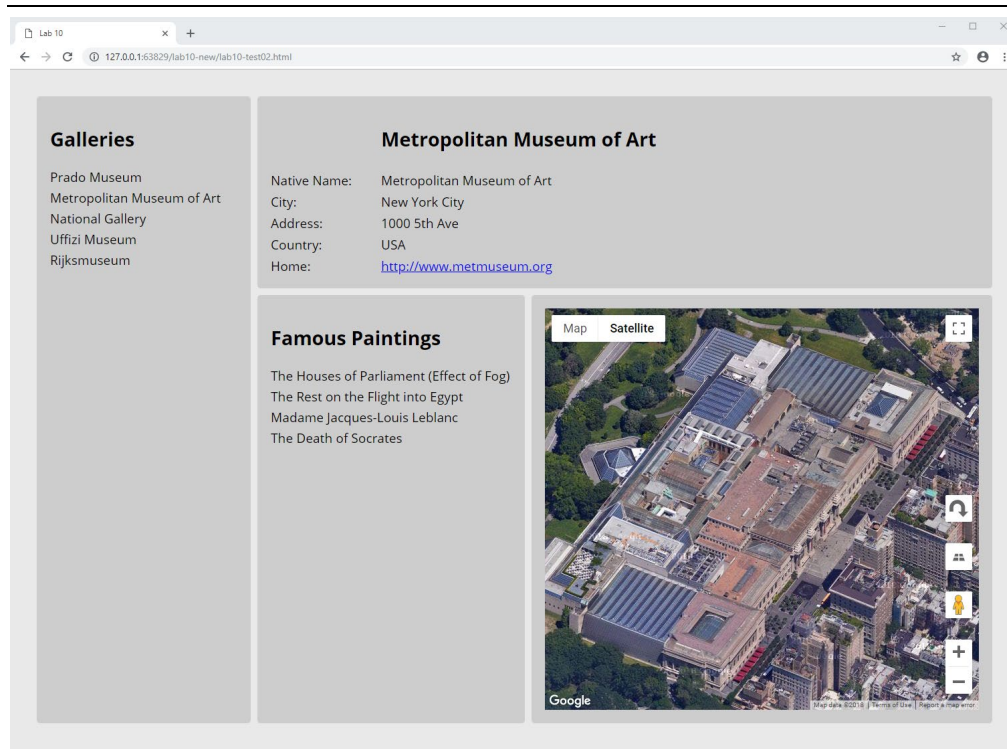 Lab 10
127.0.0.1:63829/lab10-new/lab10-test02.html
Galleries
Prado Museum
Metropolitan Museum of Art
National Gallery
Uffizi Museum
Rijksmuseum
Metropolitan Museum of Art
Native Name: Metropolitan Museum of Art
City: New York City
Address: 1000 5th Ave
Country: USA
Home: http://www.metmuseum.org
Famous Paintings
The Houses of Parliament (Effect of Fog)
The Rest on the Flight into Egypt
Madame Jacques-Louis Leblanc
The Death of Socrates
Map Satellite
Google
Map data ©2018 Terms of Use Report a map error